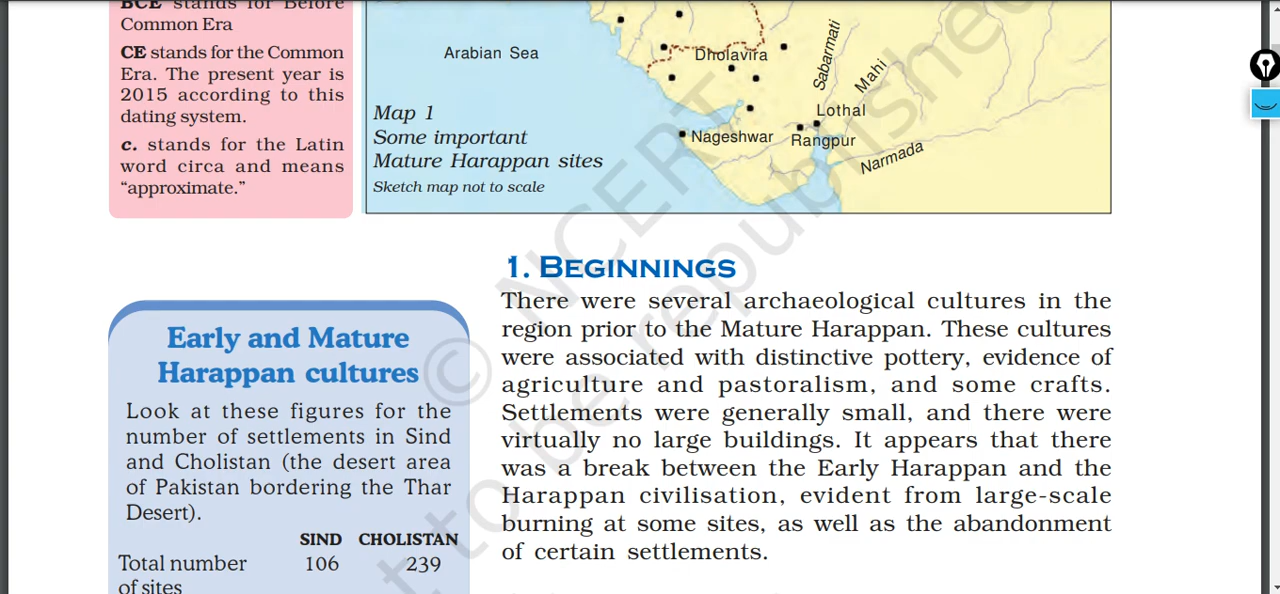 BCE stands for Before
Common Era
CE stands for the Common
Era. The present year is
2015 according to this
dating system.
c. stands for the Latin
word circa and means
“approximate.”
Arabian Sea
Dholavira
Sabarmati
Mahi
Lothal
Nageshwar
Rangpur
Narmada
Map 1
Some important
Mature Harappan sites
Sketch map not to scale
1. BEGINNINGS
There were several archaeological cultures in the
region prior to the Mature Harappan. These cultures
were associated with distinctive pottery, evidence of
agriculture and pastoralism, and some crafts.
Settlements were generally small, and there were
virtually no large buildings. It appears that there
was a break between the Early Harappan and the
Harappan civilisation, evident from large-scale
burning at some sites, as well as the abandonment
of certain settlements.
Early and Mature
Harappan cultures
Look at these figures for the
number of settlements in Sind
and Cholistan (the desert area
of Pakistan bordering the Thar
Desert).
SIND CHOLISTAN
Total number 106 239
of sites
© NCERT
t to be republished